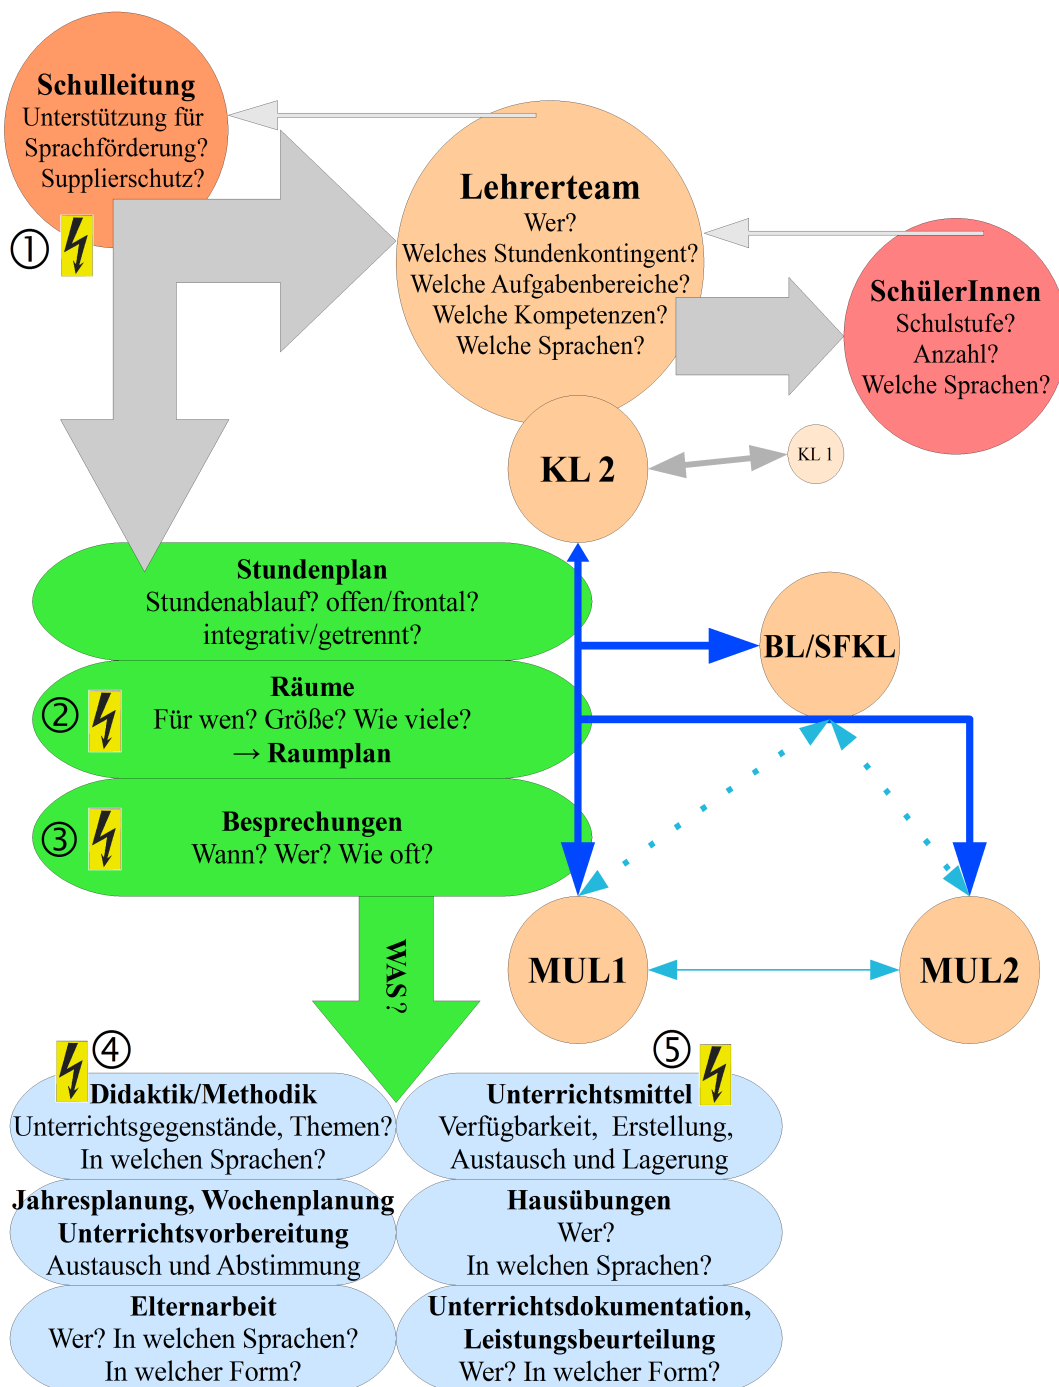 Schulleitung
Unterstützung für
Sprachförderung?
Supplierschutz?
①
Lehrerteam
Wer?
Welches Stundenkontingent?
Welche Aufgabenbereiche?
Welche Kompetenzen?
Welche Sprachen?
SchülerInnen
Schulstufe?
Anzahl?
Welche Sprachen?
KL 2
KL 1
Stundenplan
Stundenablauf? offen/frontal?
integrativ/getrennt?
BL/SFKL
②
Räume
Für wen? Größe? Wie viele?
→ Raumplan
③
Besprechungen
Wann? Wer? Wie oft?
MUL1
MUL2
WAS?
④
Didaktik/Methodik
Unterrichtsgegenstände, Themen?
In welchen Sprachen?
⑤
Unterrichtsmittel
Verfügbarkeit, Erstellung,
Austausch und Lagerung
Jahresplanung, Wochenplanung
Unterrichtsvorbereitung
Austausch und Abstimmung
Hausübungen
Wer?
In welchen Sprachen?
Elternarbeit
Wer? In welchen Sprachen?
In welcher Form?
Unterrichtsdokumentation,
Leistungsbeurteilung
Wer? In welcher Form?